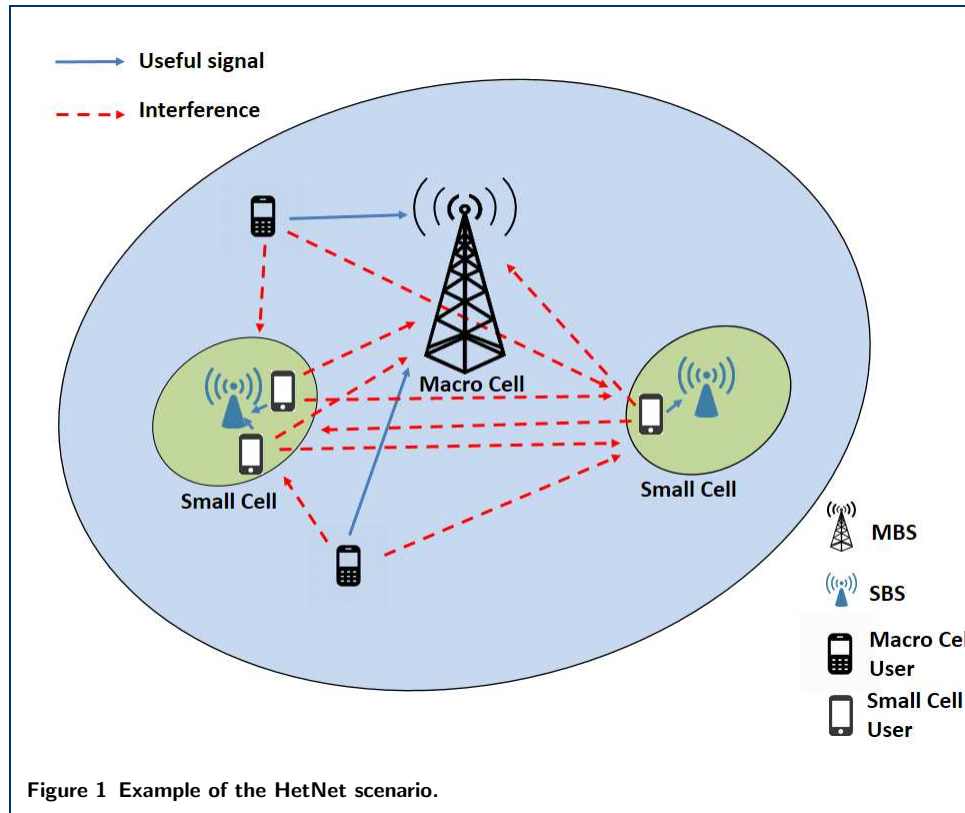 Useful signal
Interference
Macro Cell
Small Cell
Small Cell
MBS
SBS
Macro Cel
User
Small Cell
User
Figure 1 Example of the HetNet scenario.